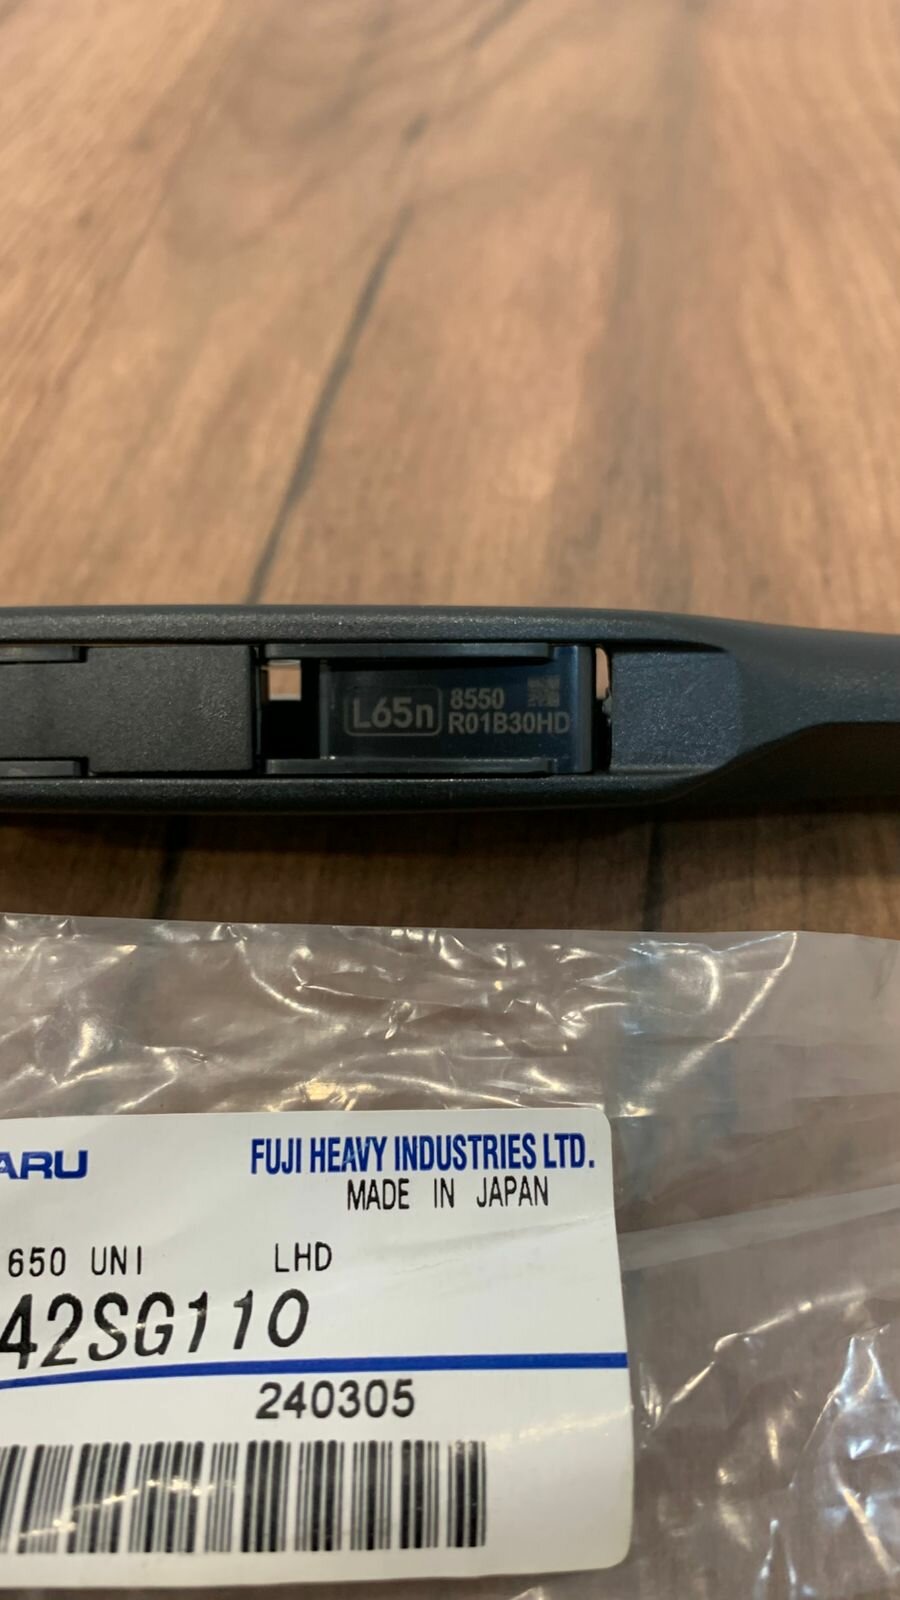 L65n
8550
R01B30HD
ARU
FUJI HEAVY INDUSTRIES LTD.
MADE IN JAPAN
650 UNI LHD
42SG110
240305